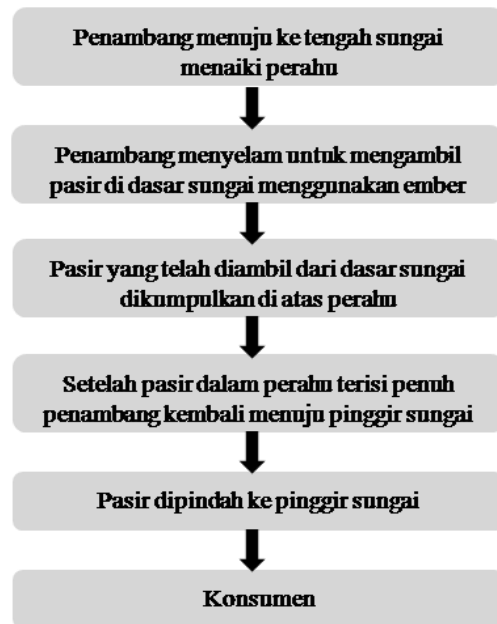 Penambang menuju ke tengah sungai
menaiki perahu
Penambang menyelam untuk mengambil
pasir di dasar sungai menggunakan ember
Pasir yang telah diambil dari dasar sungai
dikumpulkan di atas perahu
Setelah pasir dalam perahu terisi penuh
penambang kembali menuju pinggir sungai
Pasir dipindah ke pinggir sungai
Konsumen